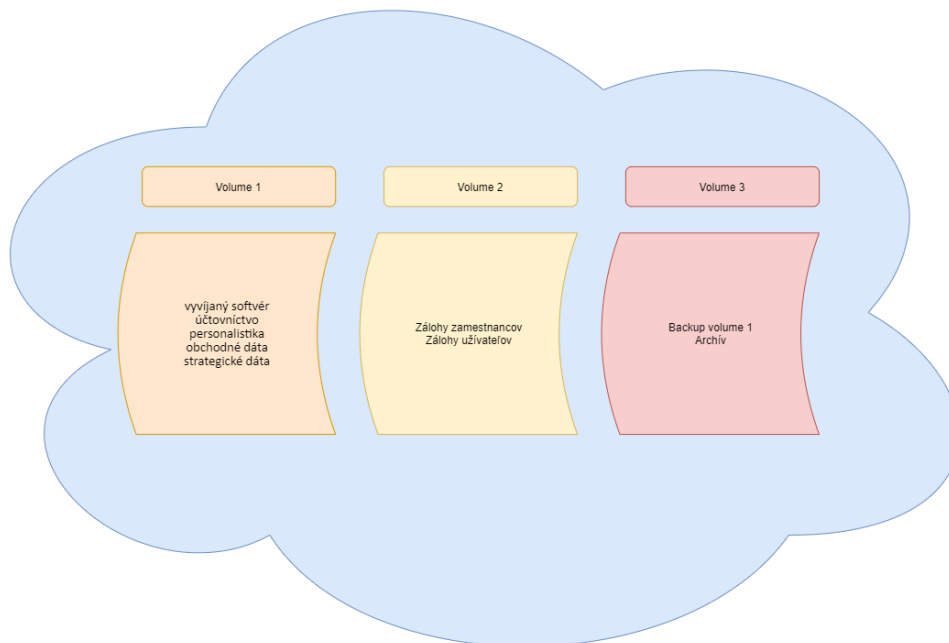 Volume 1
Volume 2
Volume 3
vyvíjaný softvér
účtovníctvo
personalistika
obchodné dáta
strategické dáta
Zálohy zamestnancov
Zálohy užívateľov
Backup volume 1
Archív